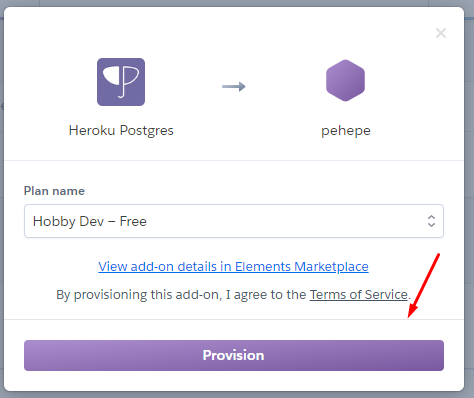 Heroku Postgres
pehepe
Plan name
Hobby Dev – Free
View add-on details in Elements Marketplace
By provisioning this add-on, I agree to the Terms of Service.
Provision